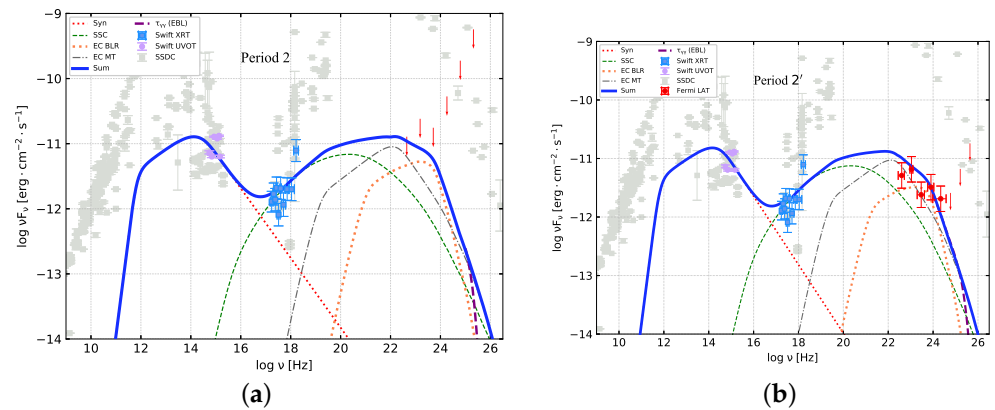 Syn
SSC
EC BLR
EC MT
Sum
τγγ (EBL)
Swift XRT
Swift UVOT
SSDC
Period 2
−9
−10
−11
−12
−13
−14
log νFν [erg · cm−2 · s−1]
10 12 14 16 18 20 22 24 26
log ν [Hz]
(a)
Syn
SSC
EC BLR
EC MT
Sum
τγγ (EBL)
Swift XRT
Swift UVOT
SSDC
Fermi LAT
Period 2′
−9
−10
−11
−12
−13
−14
log νFν [erg · cm−2 · s−1]
10 12 14 16 18 20 22 24 26
log ν [Hz]
(b)